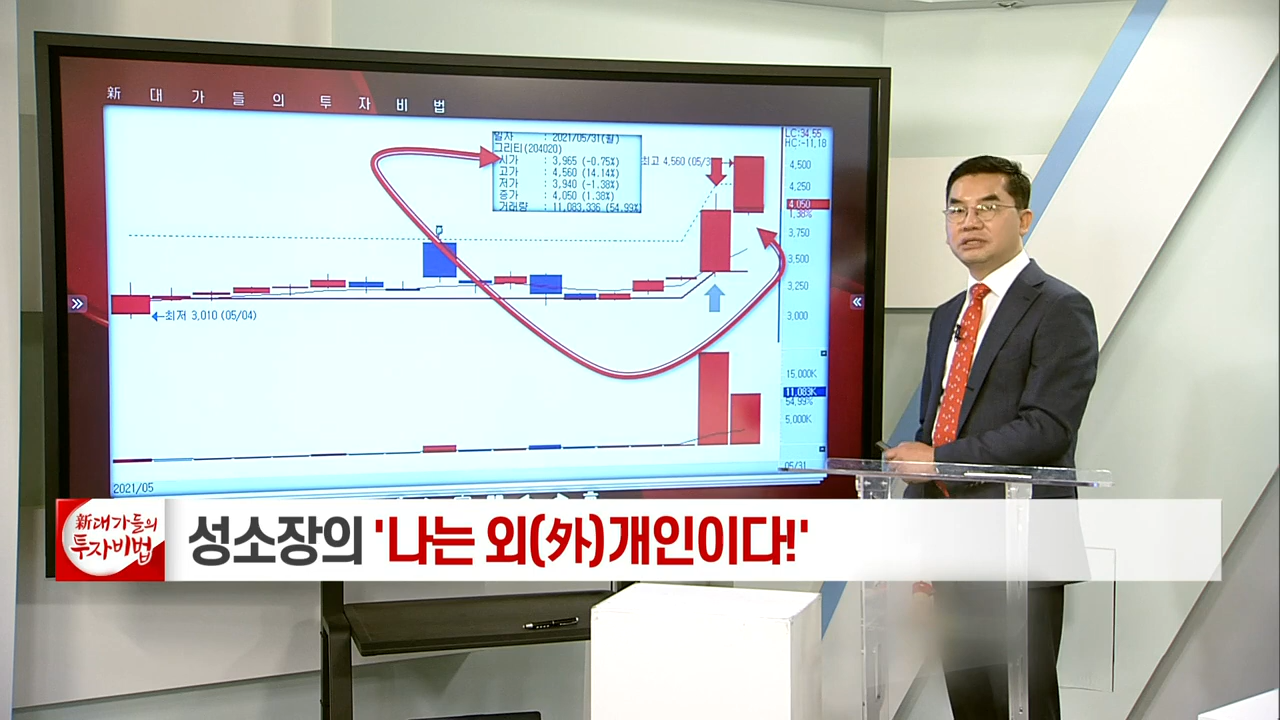 新 대 가 들 의 투 자 비 법
일자 : 2021/05/31(월)
그리티(204020)
시가 : 3,965 (-0.75%)
고가 : 4,560 (14.14%)
저가 : 3,940 (-1.38%)
종가 : 4,050 (1.38%)
거래량 : 11,083,336 (54.99%)
최고 4,560 (05/3
LC:34,55
HC:-11,18
4,500
4,250
4,050
1.38%
3,750
3,500
3,250
3,000
←최저 3,010 (05/04)
15,000K
11,083K
54.99%
5,000K
05/31
2021/05
新대가들의
투자비법
성소장의 '나는 외(外)개인이다!'